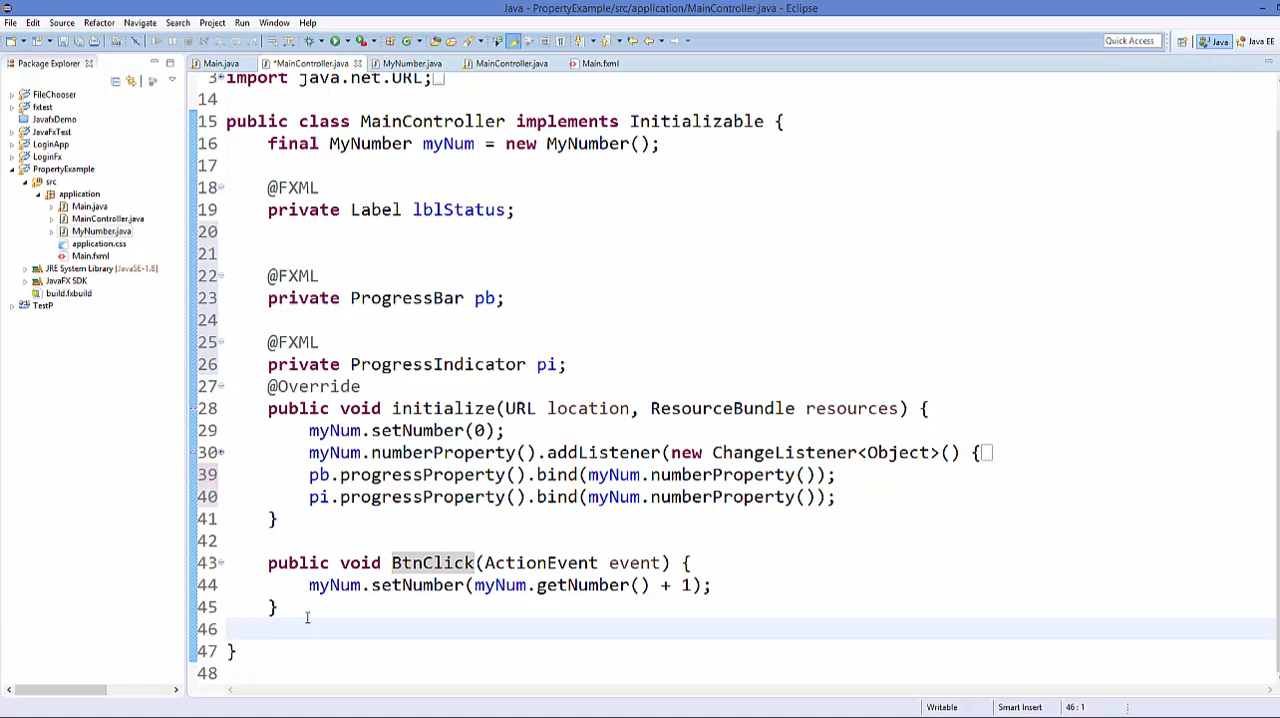 Java - PropertyExample/src/application/MainController.java - Eclipse
File Edit Source Refactor Navigate Search Project Run Window Help
Quick Access
Java
Java EE
Package Explorer
Main.java
*MainController.java
MyNumber.java
MainController.java
Main.fxml
FileChooser
fxtest
JavafxDemo
JavaFxTest
LoginApp
LoginFx
PropertyExample
src
application
Main.java
MainController.java
MyNumber.java
application.css
Main.fxml
JRE System Library [JavaSE-1.8]
JavaFX SDK
build.fxbuild
TestP
3 import java.net.URL;
14
15 public class MainController implements Initializable {
16 final MyNumber myNum = new MyNumber();
17
18 @FXML
19 private Label lblStatus;
20
21
22 @FXML
23 private ProgressBar pb;
24
25 @FXML
26 private ProgressIndicator pi;
27 @Override
28 public void initialize(URL location, ResourceBundle resources) {
29 myNum.setNumber(0);
30 myNum.numberProperty().addListener(new ChangeListener<Object>() {
39 pb.progressProperty().bind(myNum.numberProperty());
40 pi.progressProperty().bind(myNum.numberProperty());
41 }
42
43 public void BtnClick(ActionEvent event) {
44 myNum.setNumber(myNum.getNumber() + 1);
45 }
46
47 }
48
Writable
Smart Insert
46 : 1